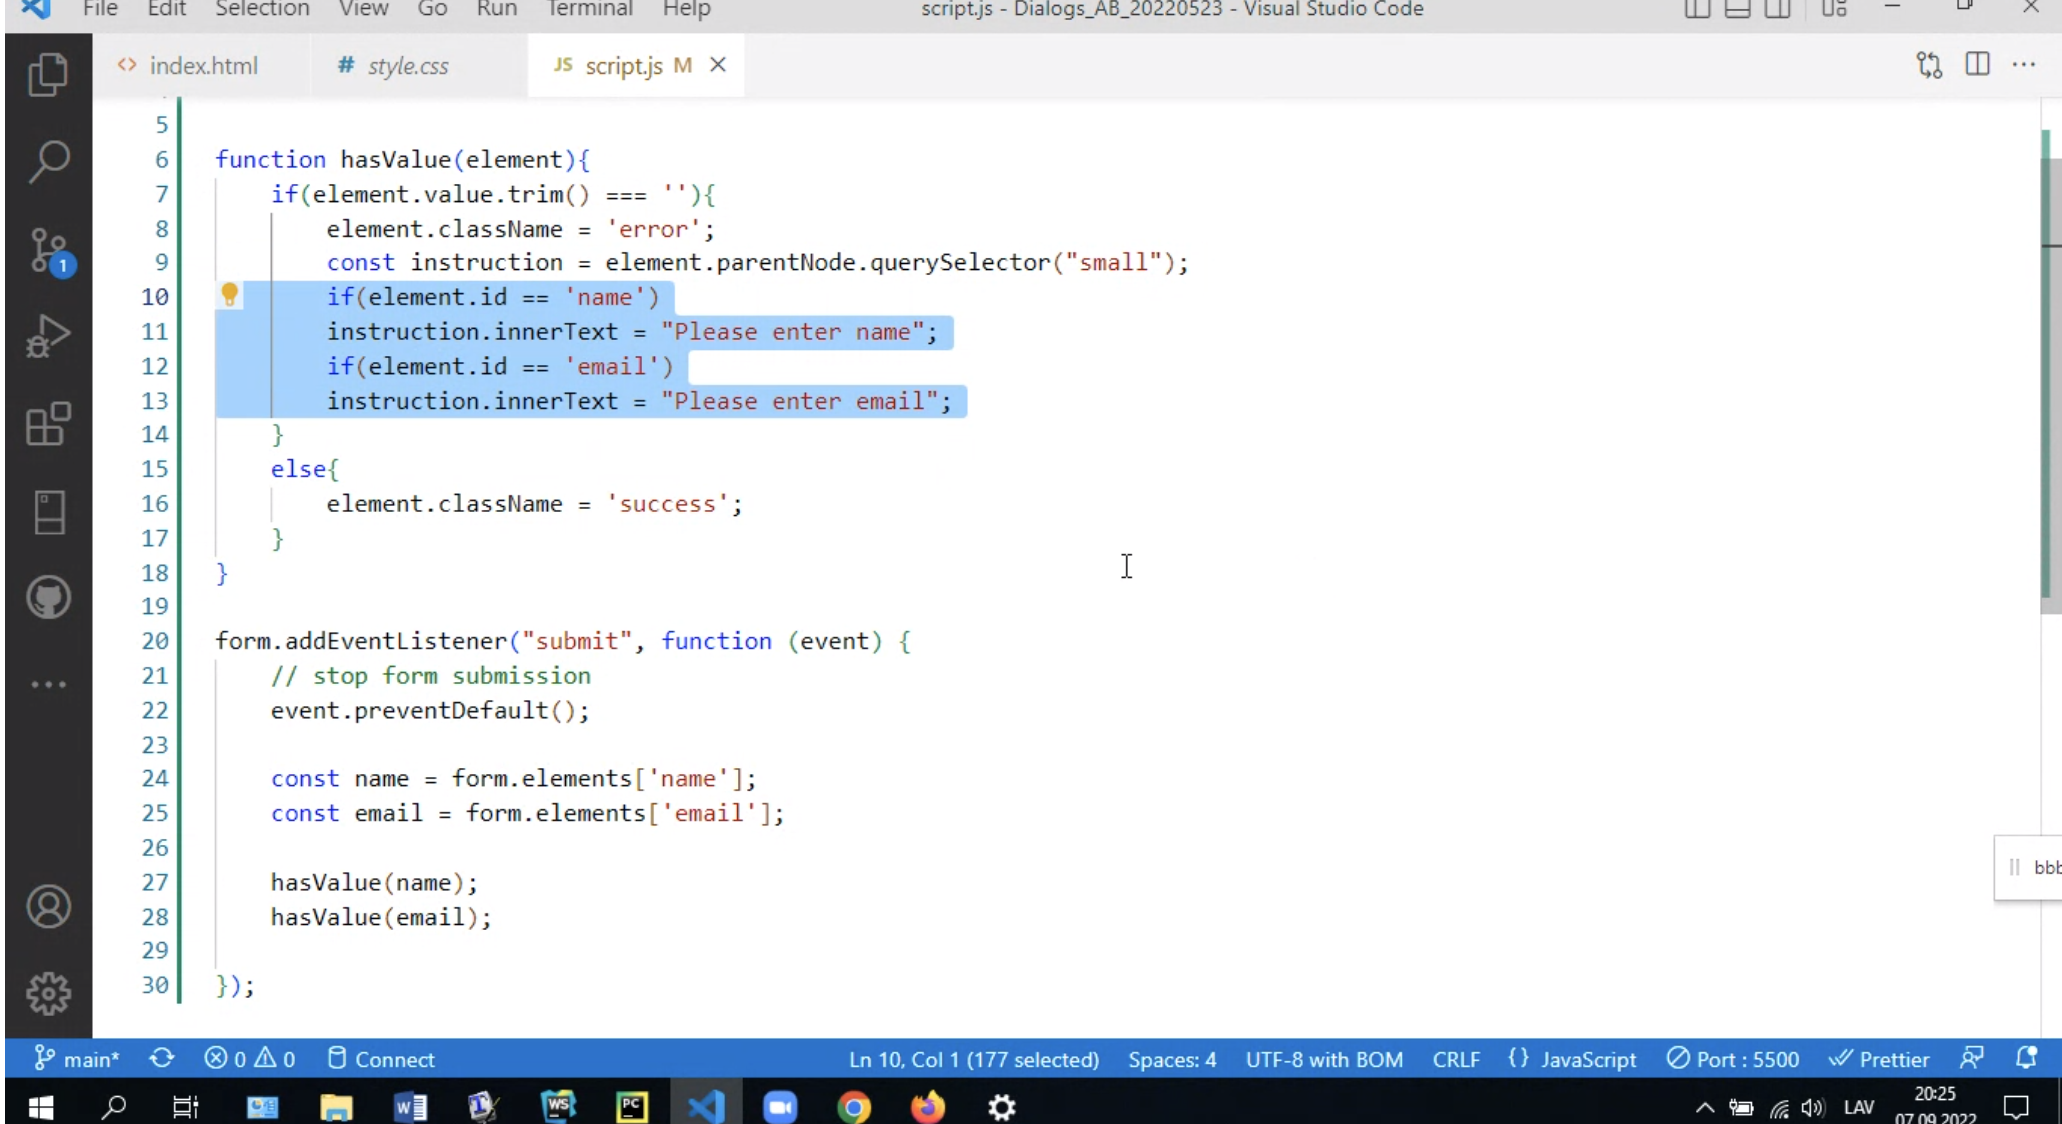 File Edit Selection View Go Run Terminal Help script.js - Dialogs_AB_20220523 - Visual Studio Code
<> index.html # style.css JS script.js M
5
6 function hasValue(element){
7 if(element.value.trim() === ''){
8 element.className = 'error';
9 const instruction = element.parentNode.querySelector("small");
10 if(element.id == 'name')
11 instruction.innerText = "Please enter name";
12 if(element.id == 'email')
13 instruction.innerText = "Please enter email";
14 }
15 else{
16 element.className = 'success';
17 }
18 }
19
20 form.addEventListener("submit", function (event) {
21 // stop form submission
22 event.preventDefault();
23
24 const name = form.elements['name'];
25 const email = form.elements['email'];
26
27 hasValue(name);
28 hasValue(email);
29
30 });
1
bbb
main* 0 0 Connect Ln 10, Col 1 (177 selected) Spaces: 4 UTF-8 with BOM CRLF {} JavaScript Port : 5500 Prettier
W WS PC LAV 20:25
07.09.2022